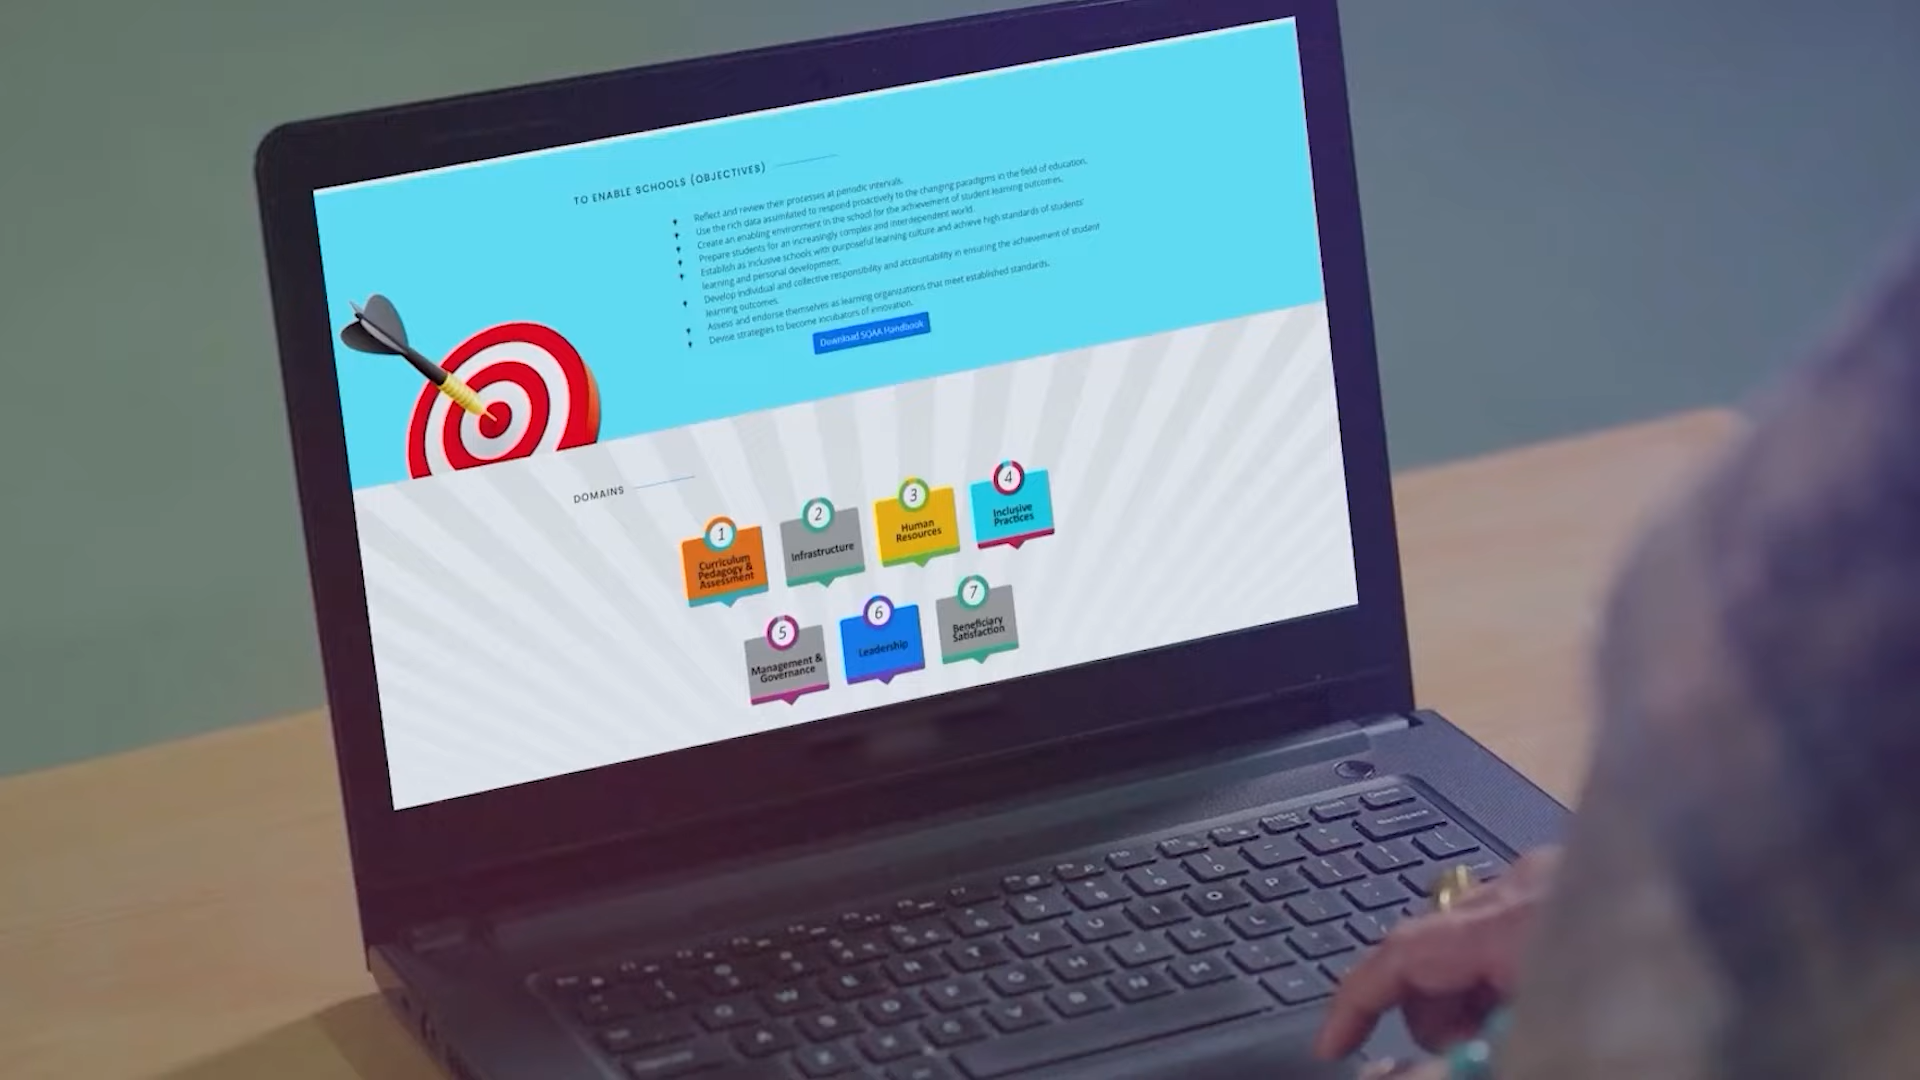 TO ENABLE SCHOOLS (OBJECTIVES)
Reflect and review their processes at periodic intervals.
Use the rich data assimilated to respond proactively to the changing paradigms in the field of education.
Create an enabling environment in the school for the achievement of student learning outcomes.
Prepare students for an increasingly complex and interdependent world.
Establish as inclusive schools with purposeful learning culture and achieve high standards of students'
learning and personal development.
Develop individual and collective responsibility and accountability in ensuring the achievement of student
learning outcomes.
Assess and endorse themselves as learning organizations that meet established standards.
Devise strategies to become incubators of innovation.
Download SQAA Handbook
DOMAINS
1
Curriculum
Pedagogy &
Assessment
2
Infrastructure
3
Human
Resources
4
Inclusive
Practices
5
Management &
Governance
6
Leadership
7
Beneficiary
Satisfaction